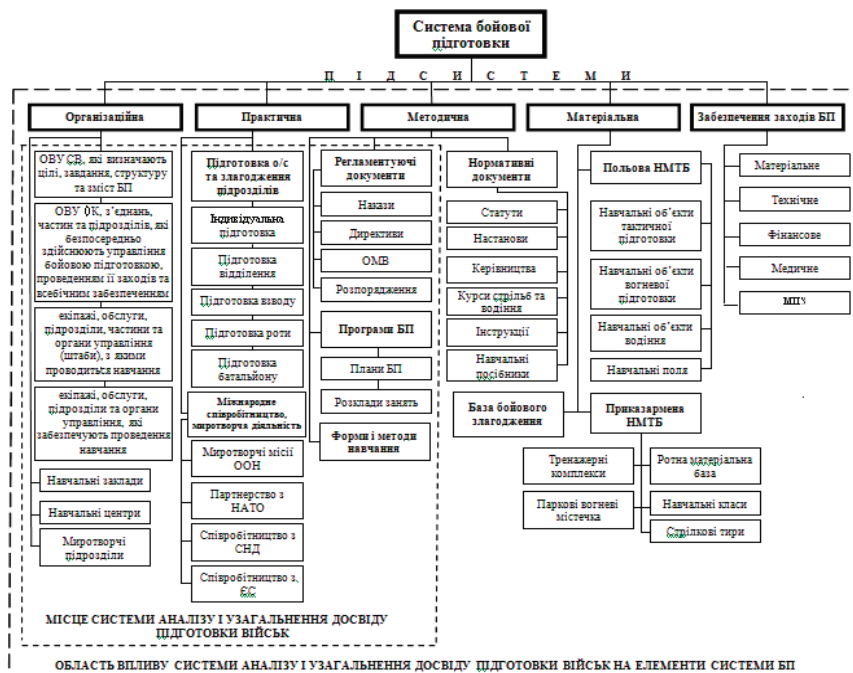 Система бойової
підготовки
П І Д С И С Т Е М И
Організаційна
Практична
Методична
Матеріальна
Забезпечення заходів БП
ОВУ СВ, які визначають
цілі, завдання, структуру
та зміст БП
ОВУ ОК, з’єднань,
частин та підрозділів, які
безпосередньо
здійснюють управління
бойовою підготовкою,
проведенням її заходів та
всебічним забезпеченням
екіпажі, обслуги,
підрозділи, частини та
органи управління
(штаби), з якими
проводиться навчання
екіпажі, обслуги,
підрозділи та органи
управління, які
забезпечують проведення
навчання
Навчальні заклади
Навчальні центри
Миротворчі
підрозділи
Підготовка о/с
та злагодження
підрозділів
Індивідуальна
підготовка
Підготовка
відділення
Підготовка взводу
Підготовка роти
Підготовка
батальйону
Міжнародне
співробітництво,
миротворча діяльність
Миротворчі місії
ООН
Партнерство з
НАТО
Співробітництво з
СНД
Співробітництво з
ЄС
Регламентуючі
документи
Накази
Директиви
ОМВ
Розпорядження
Програми БП
Плани БП
Розклади занять
Форми і методи
навчання
Нормативні
документи
Статути
Настанови
Керівництва
Курси стрільб та
водіння
Інструкції
Навчальні
посібники
База бойового
злагодження
Польова НМТБ
Навчальні об’єкти
тактичної
підготовки
Навчальні об’єкти
вогневої
підготовки
Навчальні об’єкти
водіння
Навчальні поля
Приказармена
НМТБ
Тренажерні
комплекси
Паркові вогневі
містечка
Ротна матеріальна
база
Навчальні класи
Стрілкові тири
Матеріальне
Технічне
Фінансове
Медичне
МІСЦЕ СИСТЕМИ АНАЛІЗУ І УЗАГАЛЬНЕННЯ ДОСВІДУ
ПІДГОТОВКИ ВІЙСЬК
ОБЛАСТЬ ВПЛИВУ СИСТЕМИ АНАЛІЗУ І УЗАГАЛЬНЕННЯ ДОСВІДУ ПІДГОТОВКИ ВІЙСЬК НА ЕЛЕМЕНТИ СИСТЕМИ БП